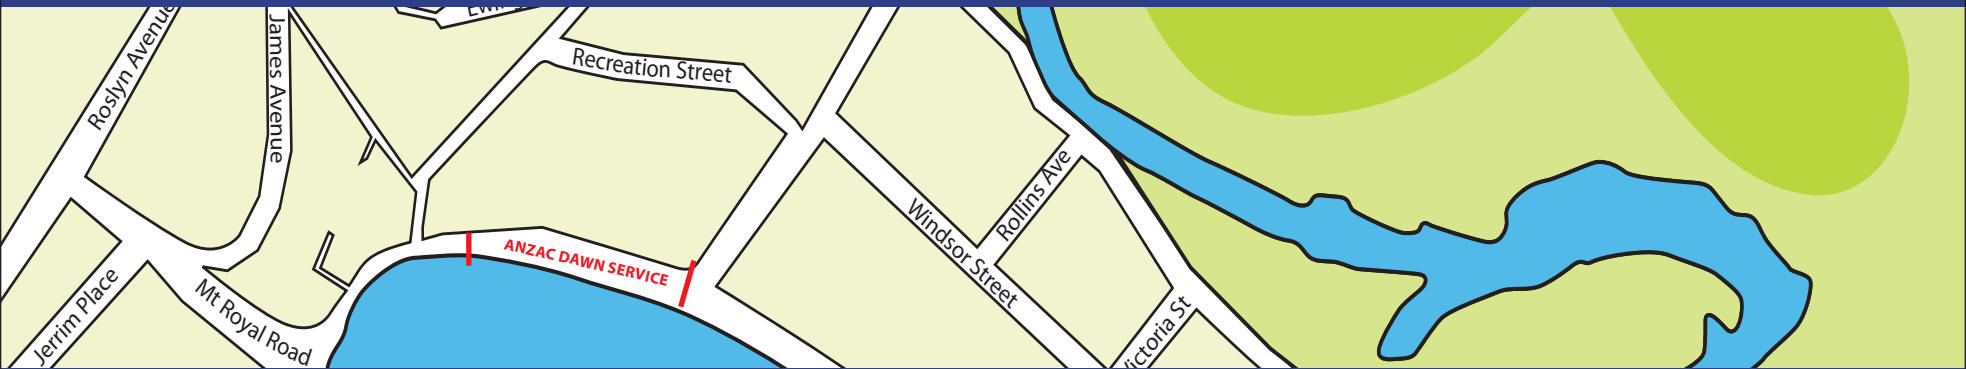 Roslyn Avenue
James Avenue
Recreation Street
Rollins Ave
Windsor Street
ANZAC DAWN SERVICE
Mt Royal Road
Jerrim Place
Victoria St